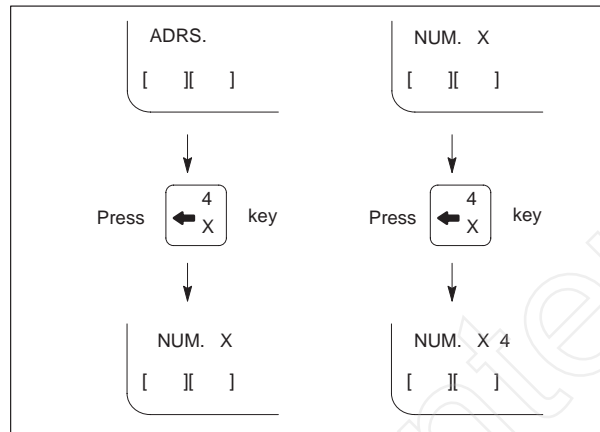 ADRS.
[ ][ ]
Press 4 X key
NUM. X
[ ][ ]
NUM. X
[ ][ ]
Press 4 X key
NUM. X 4
[ ][ ]